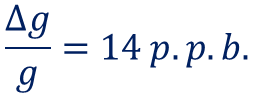 Δg/g = 14 p.p.b.